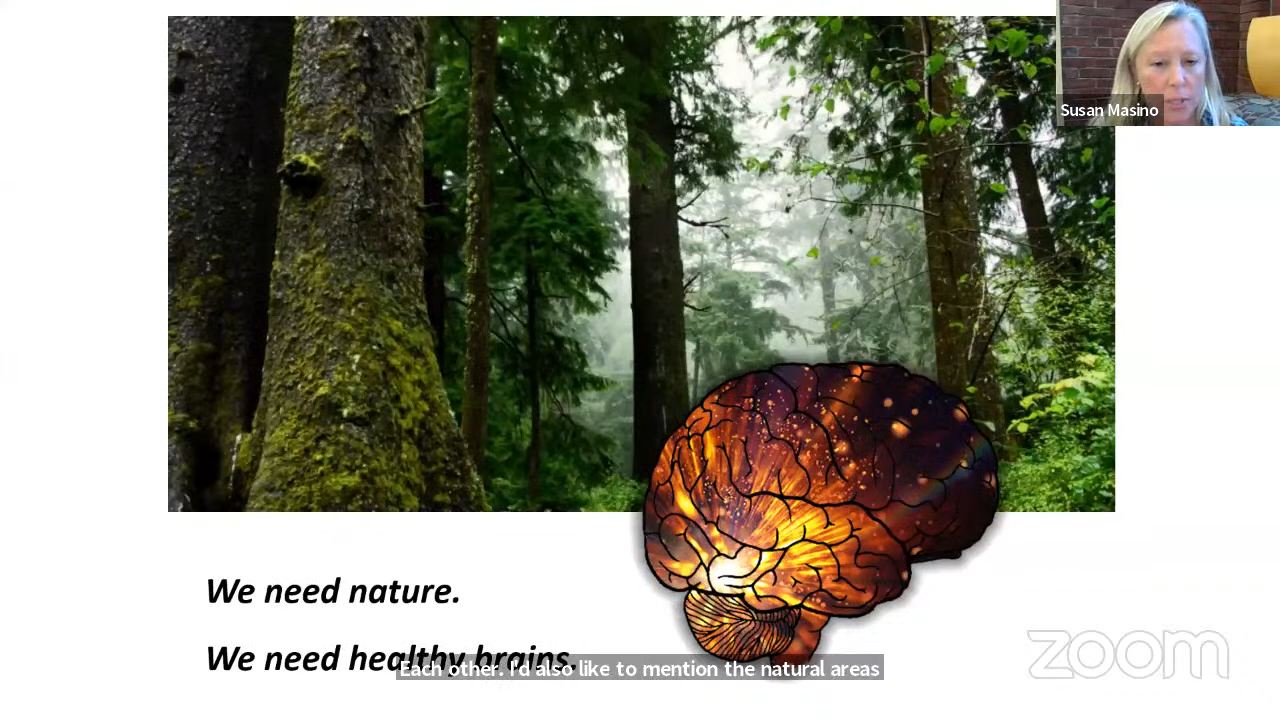 Susan Masino
We need nature.
We need healthy brains.
Each other. I'd also like to mention the natural areas
zoom